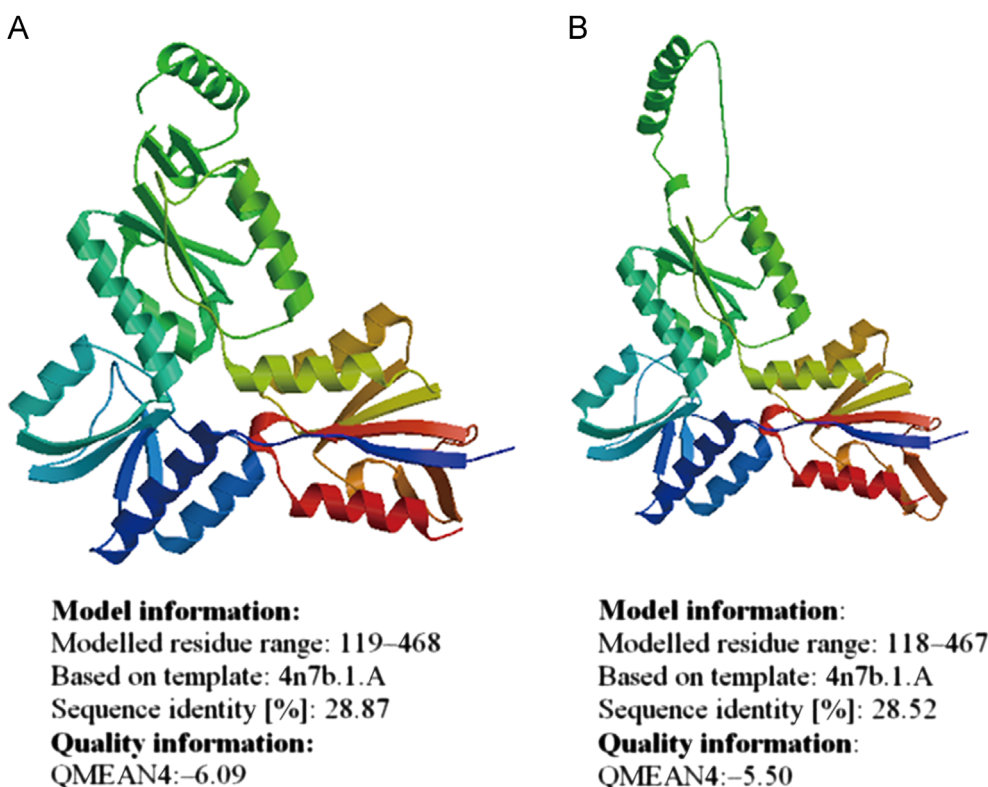 A
B
Model information:
Modelled residue range: 119–468
Based on template: 4n7b.1.A
Sequence identity [%]: 28.87
Quality information:
QMEAN4:–6.09
Model information:
Modelled residue range: 118–467
Based on template: 4n7b.1.A
Sequence identity [%]: 28.52
Quality information:
QMEAN4:–5.50